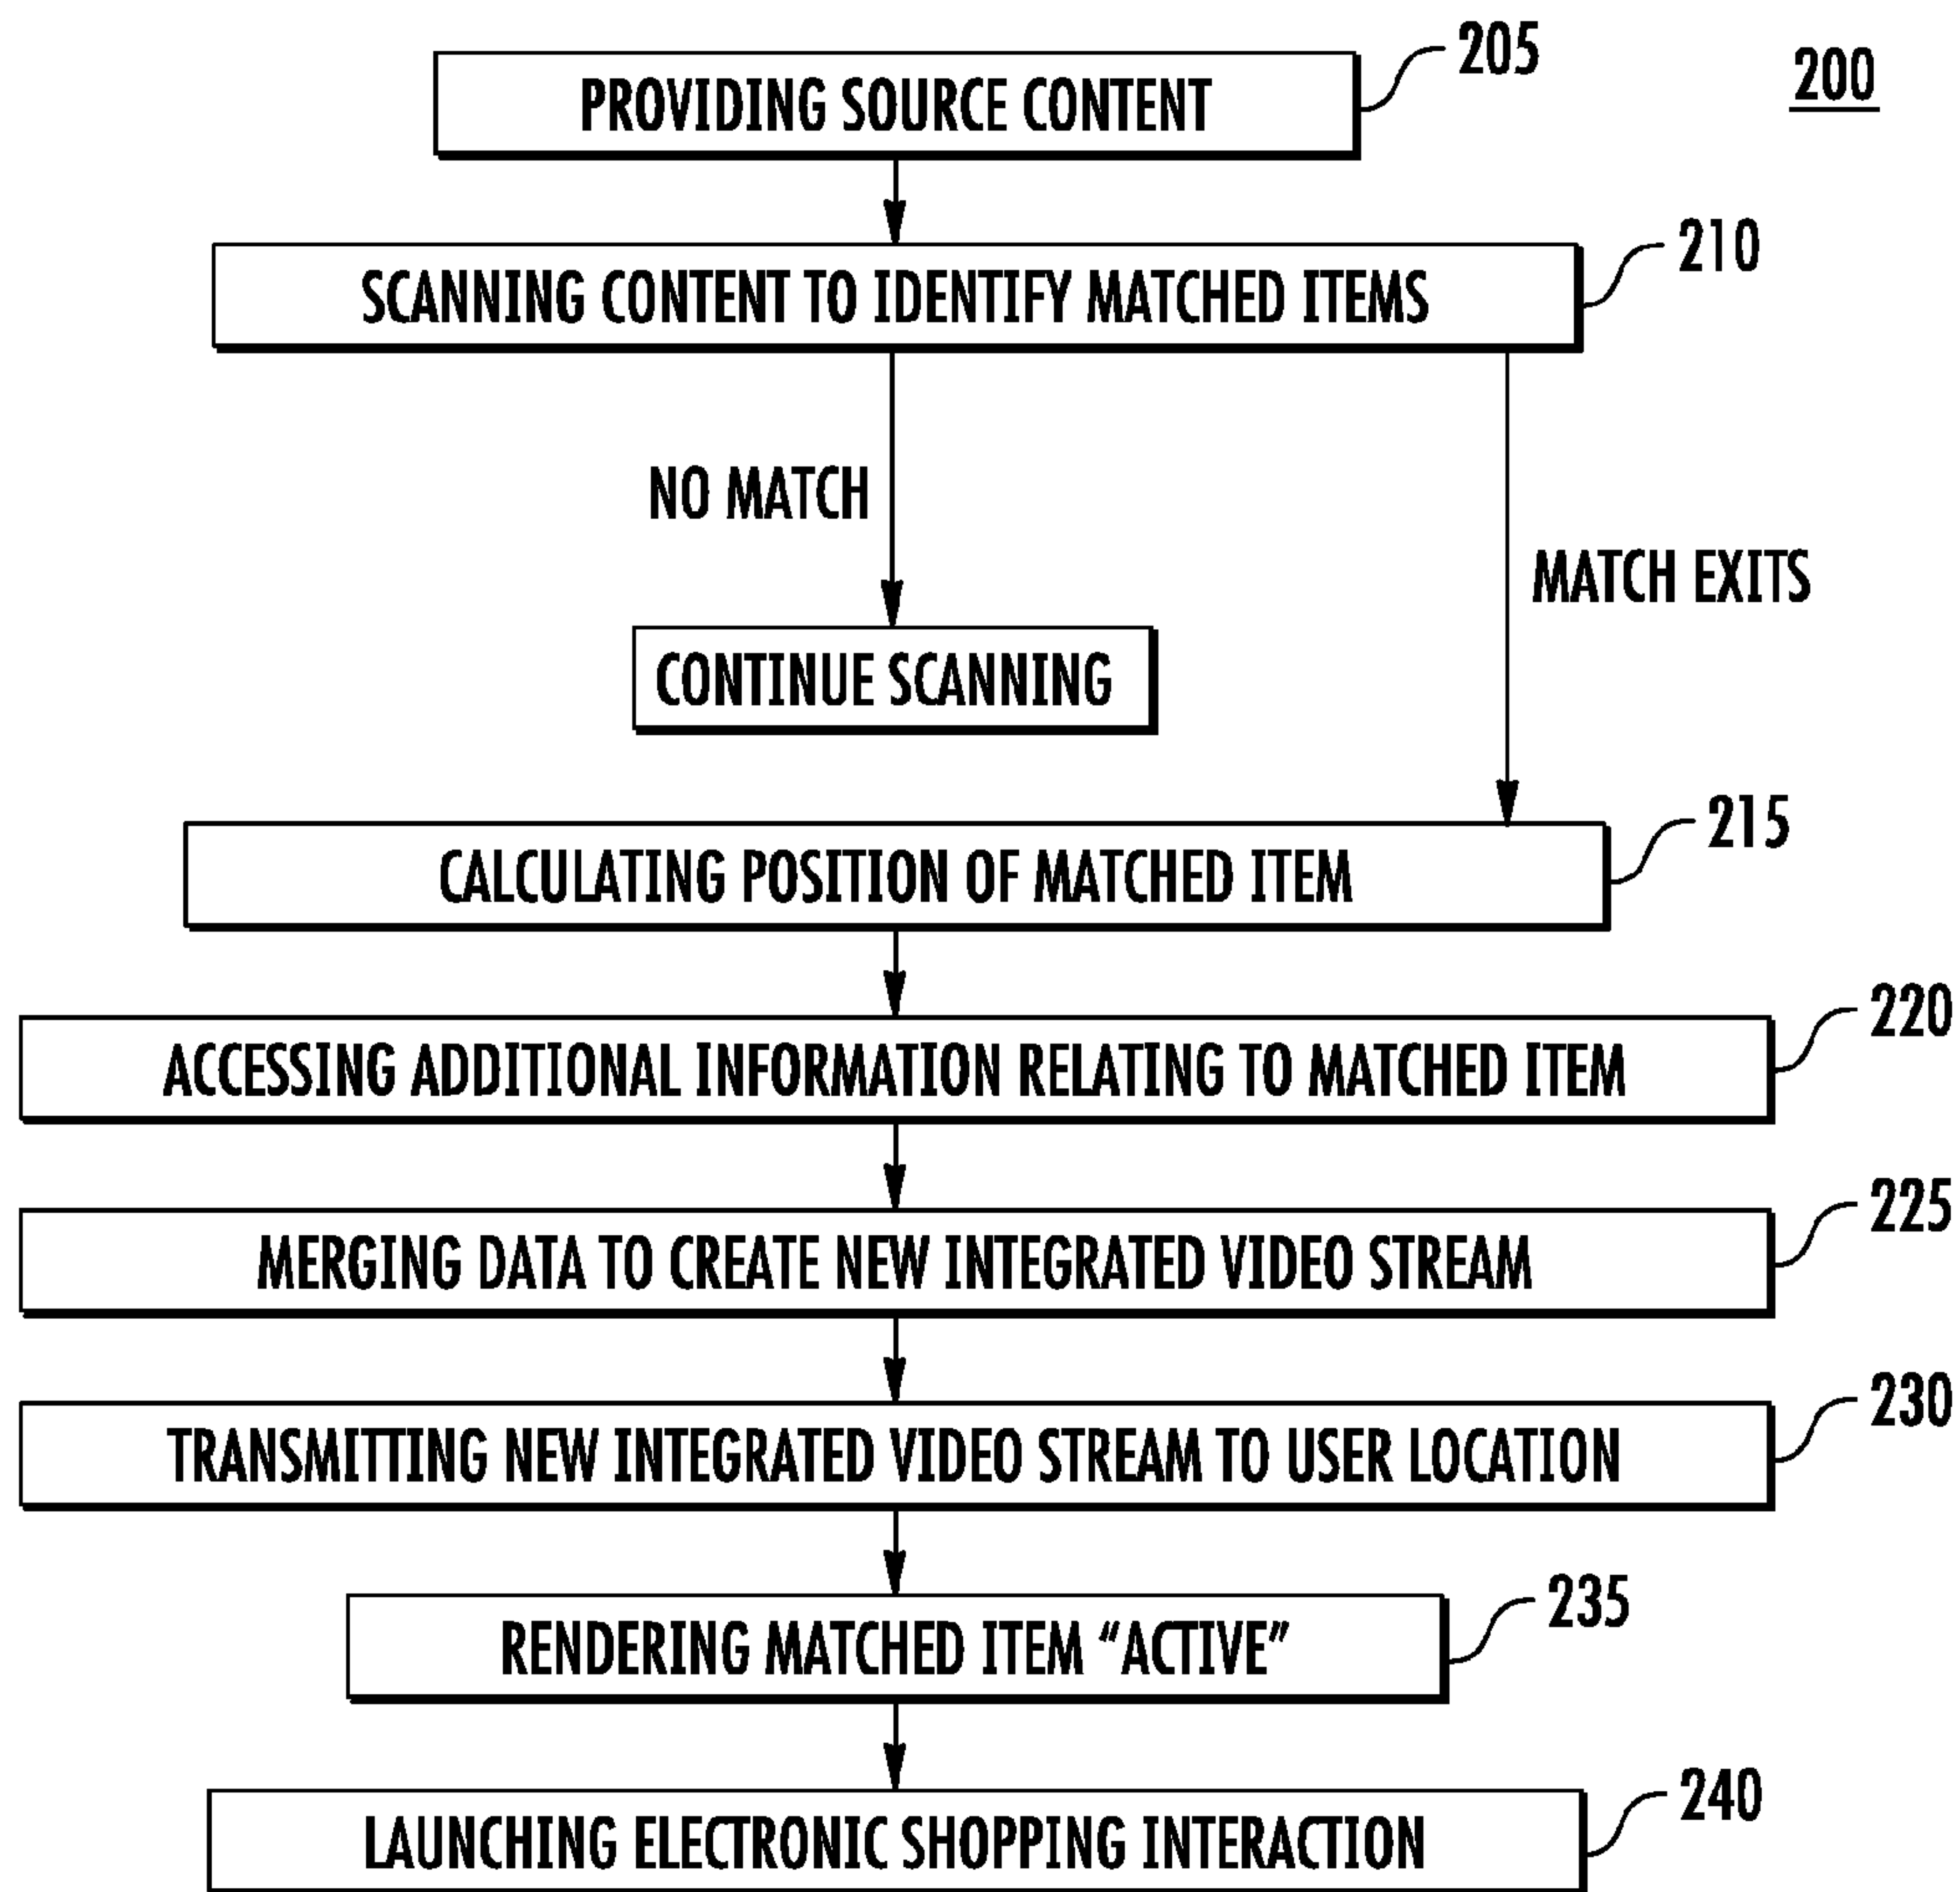 205
200
PROVIDING SOURCE CONTENT
210
SCANNING CONTENT TO IDENTIFY MATCHED ITEMS
NO MATCH
MATCH EXITS
CONTINUE SCANNING
215
CALCULATING POSITION OF MATCHED ITEM
220
ACCESSING ADDITIONAL INFORMATION RELATING TO MATCHED ITEM
225
MERGING DATA TO CREATE NEW INTEGRATED VIDEO STREAM
230
TRANSMITTING NEW INTEGRATED VIDEO STREAM TO USER LOCATION
235
RENDERING MATCHED ITEM “ACTIVE”
240
LAUNCHING ELECTRONIC SHOPPING INTERACTION